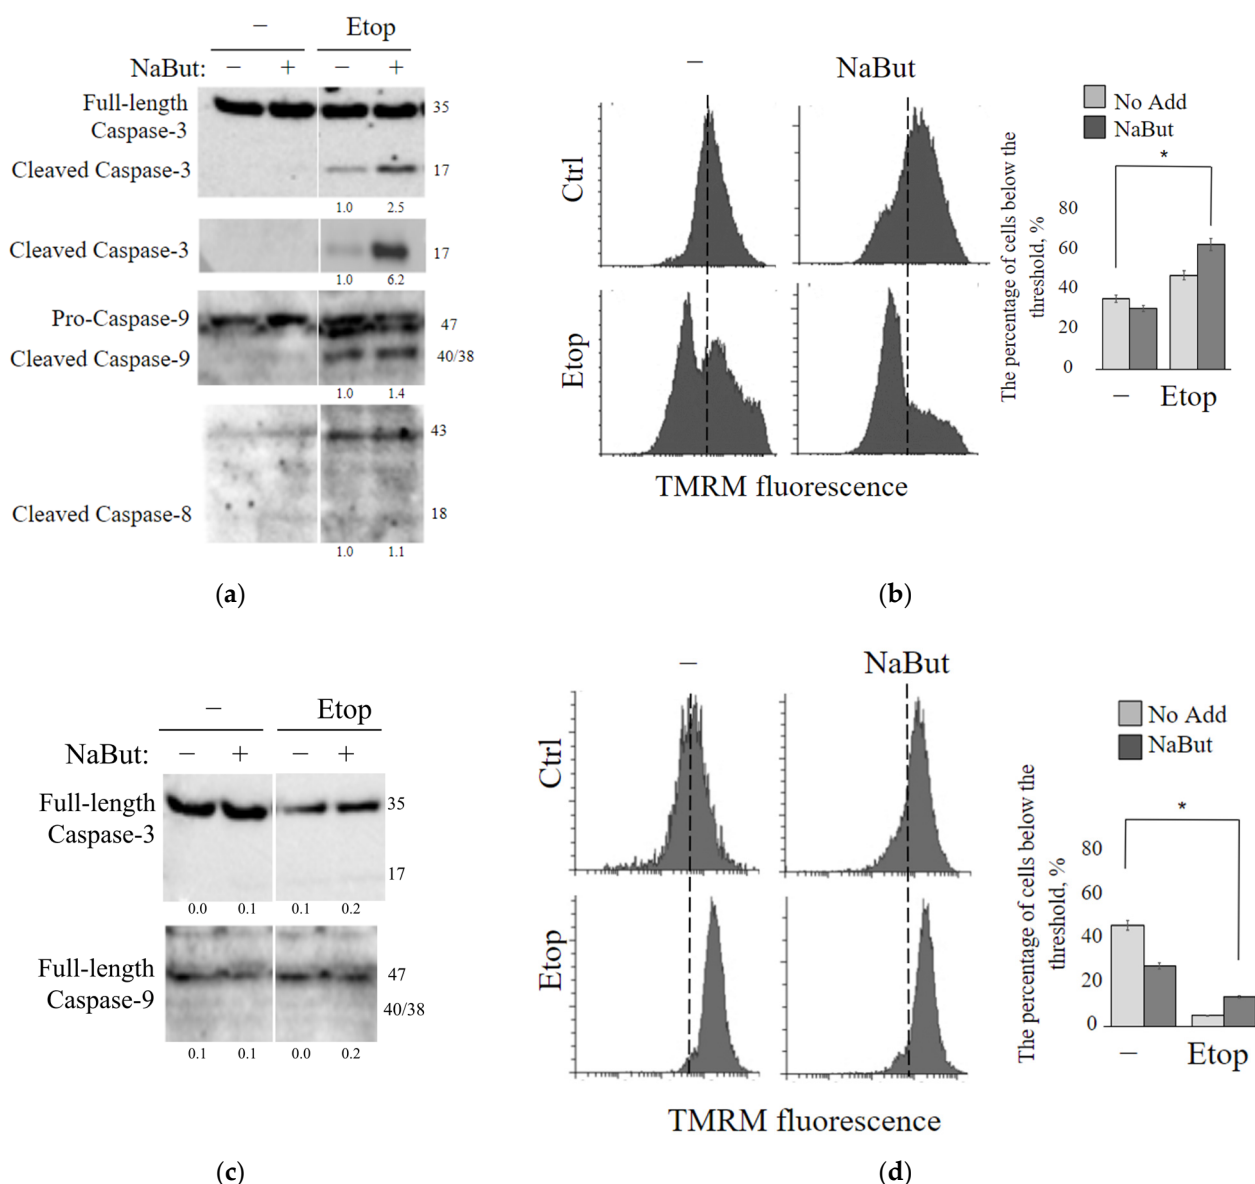 − Etop
NaBut: − + − +
Full-length 35
Caspase-3
Cleaved Caspase-3 17
1.0 2.5
Cleaved Caspase-3 17
1.0 6.2
Pro-Caspase-9 47
Cleaved Caspase-9 40/38
1.0 1.4
43
Cleaved Caspase-8 18
1.0 1.1
(a)
− NaBut
Ctrl
Etop
TMRM fluorescence
No Add
NaBut
*
The percentage of cells below the
threshold, %
80
60
40
20
0
− Etop
(b)
− Etop
NaBut: − + − +
Full-length 35
Caspase-3
17
0.0 0.1 0.1 0.2
Full-length 47
Caspase-9
40/38
0.1 0.1 0.0 0.2
(c)
− NaBut
Ctrl
Etop
TMRM fluorescence
No Add
NaBut
*
The percentage of cells below the
threshold, %
80
60
40
20
0
− Etop
(d)